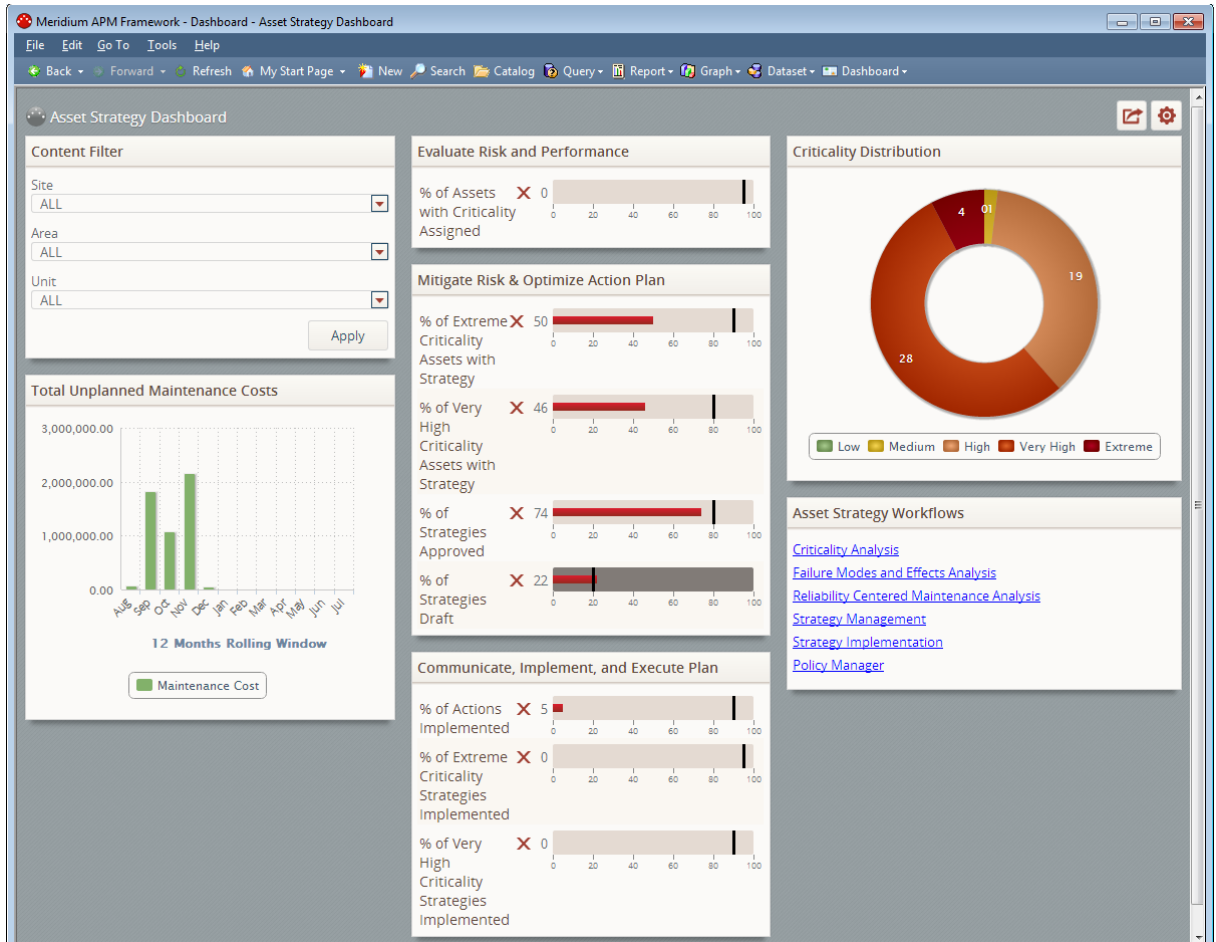 Meridium APM Framework - Dashboard - Asset Strategy Dashboard
File Edit Go To Tools Help
Back Forward Refresh My Start Page New Search Catalog Query Report Graph Dataset Dashboard
Asset Strategy Dashboard
Content Filter
Site
ALL
Area
ALL
Unit
ALL
Apply
Total Unplanned Maintenance Costs
3,000,000.00
2,000,000.00
1,000,000.00
0.00
Aug Sep Oct Nov Dec Jan Feb Mar Apr May Jun Jul
12 Months Rolling Window
Maintenance Cost
Evaluate Risk and Performance
% of Assets 0
with Criticality
Assigned
0 20 40 60 80 100
Mitigate Risk & Optimize Action Plan
% of Extreme 50
Criticality
Assets with
Strategy
0 20 40 60 80 100
% of Very 46
High
Criticality
Assets with
Strategy
0 20 40 60 80 100
% of 74
Strategies
Approved
0 20 40 60 80 100
% of 22
Strategies
Draft
0 20 40 60 80 100
Communicate, Implement, and Execute Plan
% of Actions 5
Implemented
0 20 40 60 80 100
% of Extreme 0
Criticality
Strategies
Implemented
0 20 40 60 80 100
% of Very 0
High
Criticality
Strategies
Implemented
0 20 40 60 80 100
Criticality Distribution
4 01
19
28
Low Medium High Very High Extreme
Asset Strategy Workflows
Criticality Analysis
Failure Modes and Effects Analysis
Reliability Centered Maintenance Analysis
Strategy Management
Strategy Implementation
Policy Manager